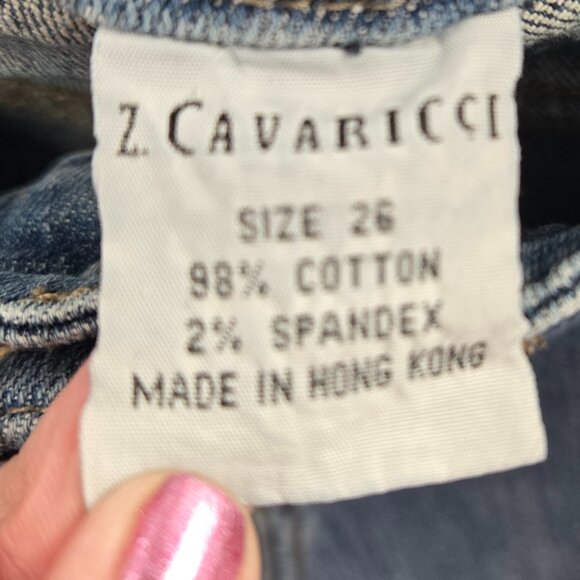 Z. CAVARICCI
SIZE 26
98% COTTON
2% SPANDEX
MADE IN HONG KONG